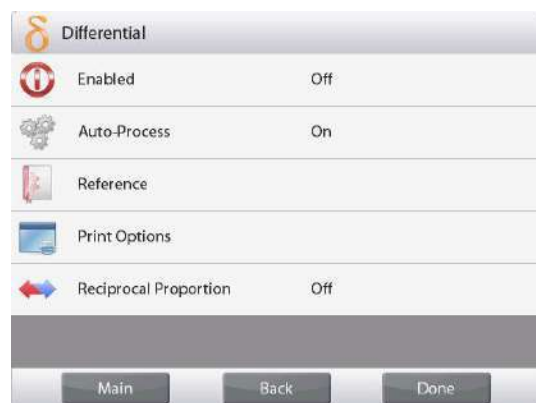 δ Differential
Enabled Off
Auto-Process On
Reference
Print Options
Reciprocal Proportion Off
Main Back Done